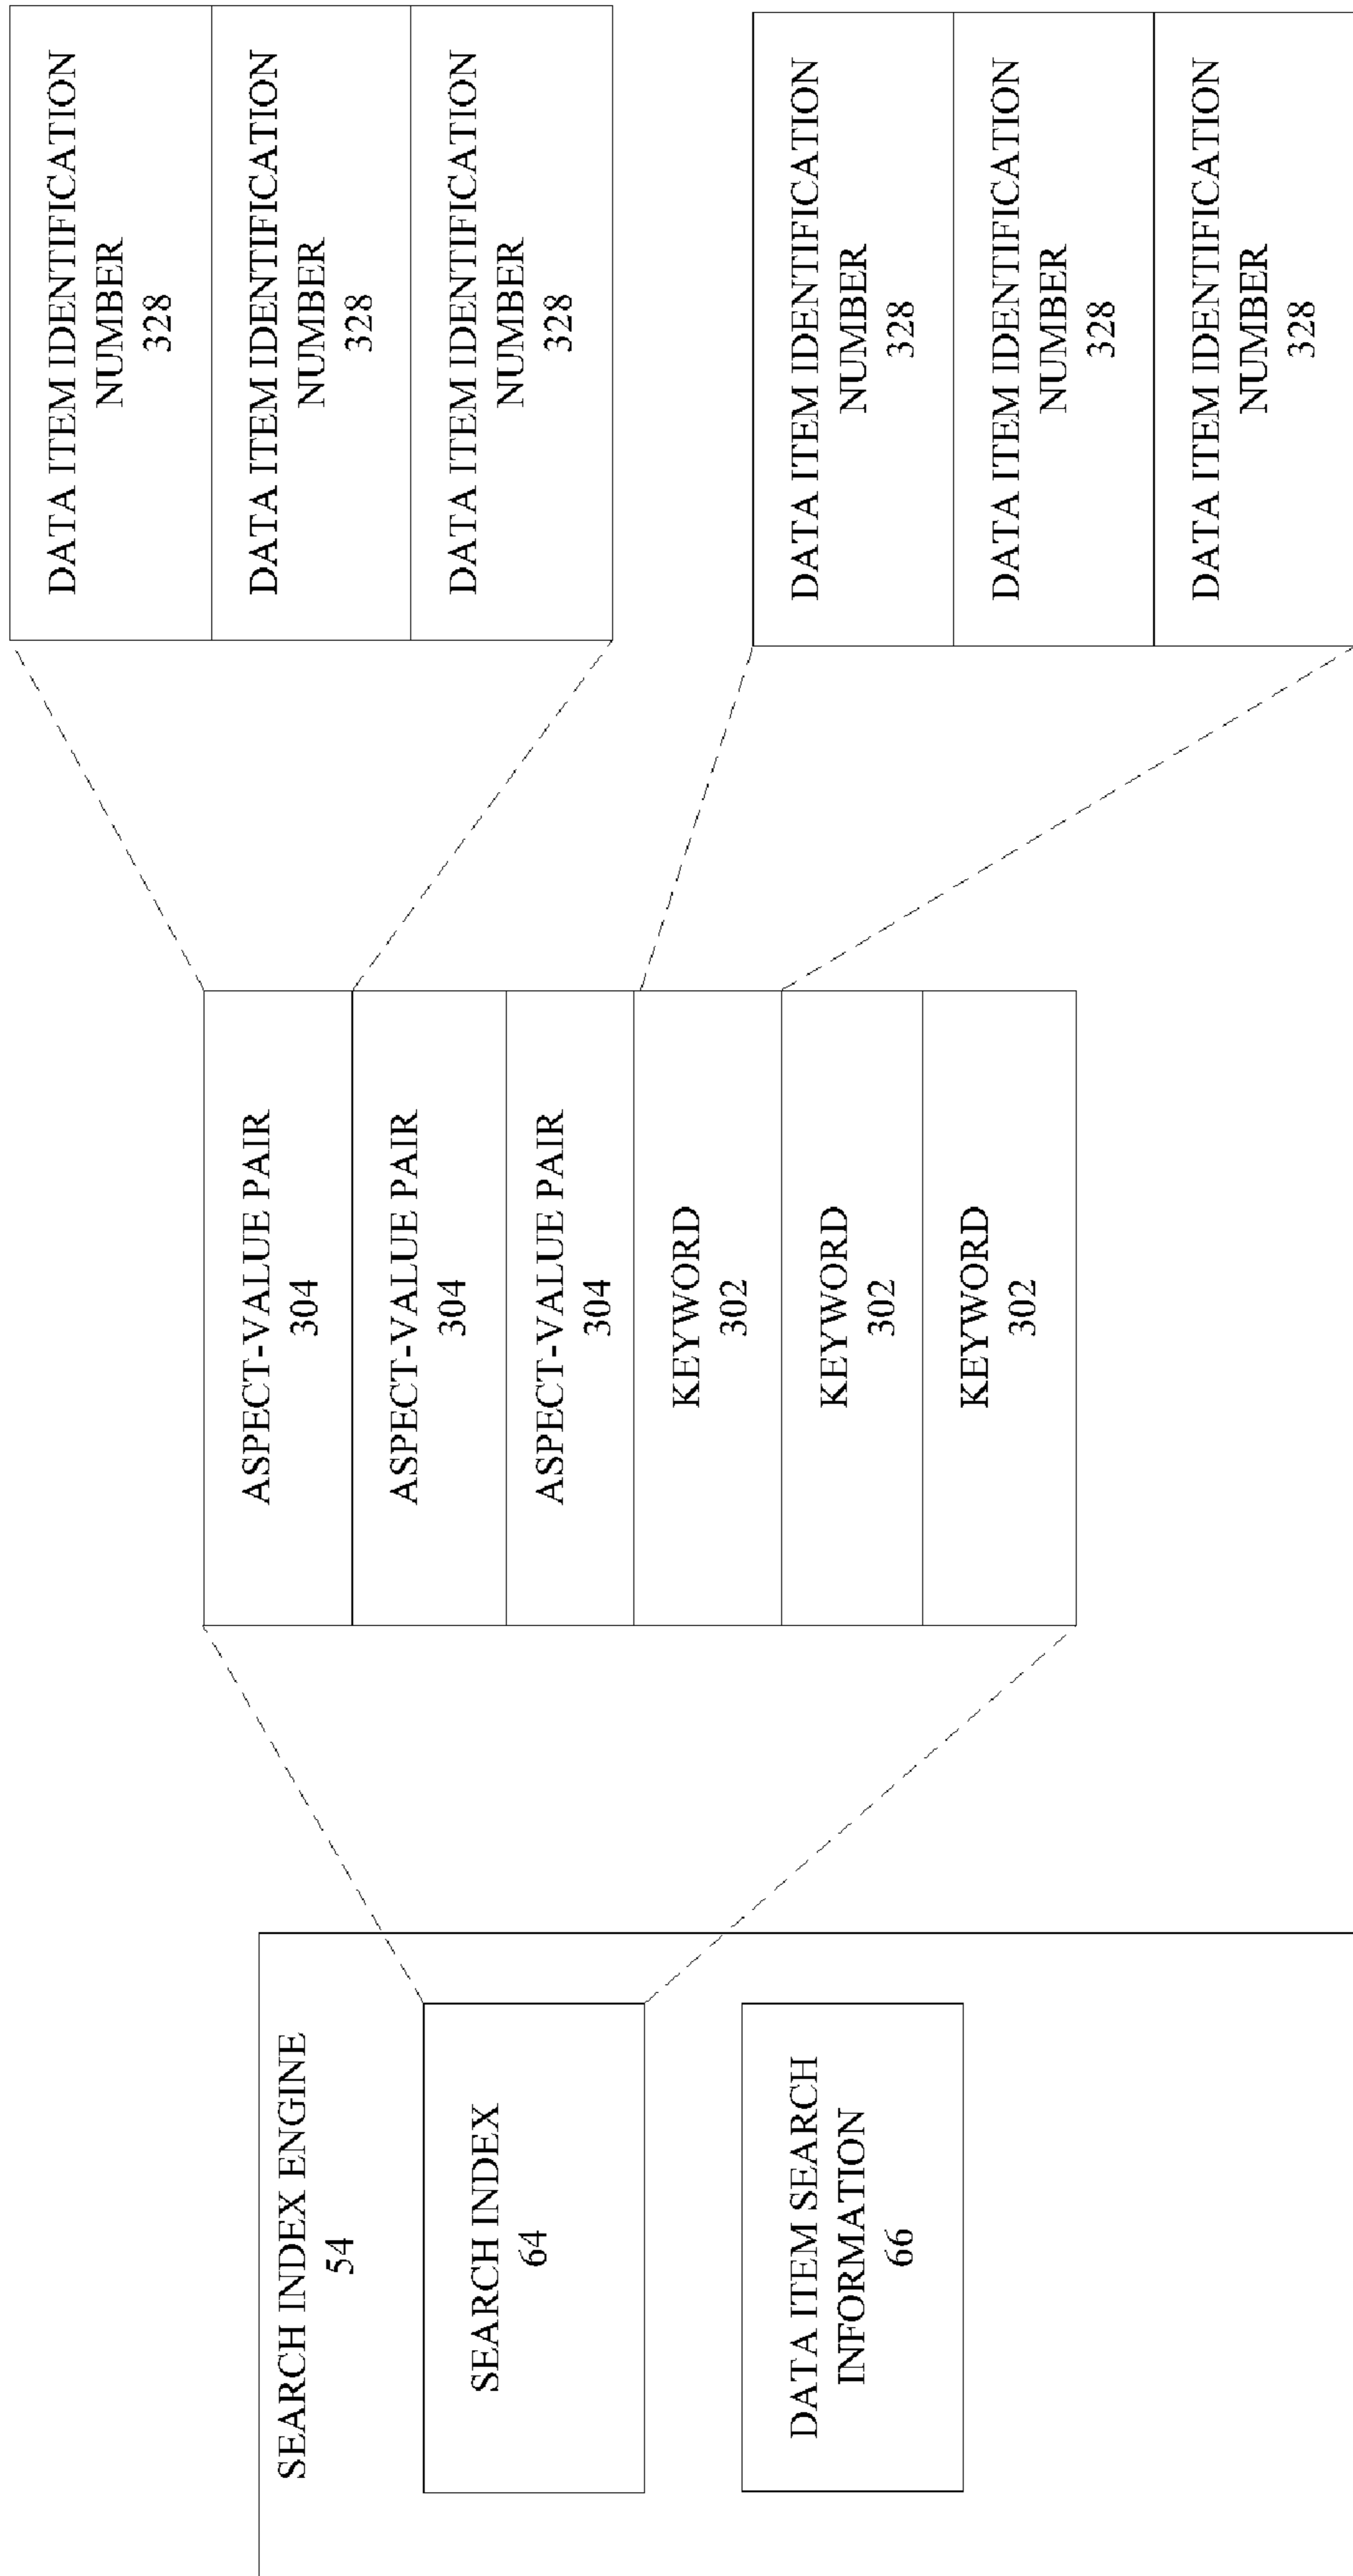 SEARCH INDEX ENGINE
54
SEARCH INDEX
64
DATA ITEM SEARCH
INFORMATION
66
ASPECT-VALUE PAIR
304
ASPECT-VALUE PAIR
304
ASPECT-VALUE PAIR
304
KEYWORD
302
KEYWORD
302
KEYWORD
302
DATA ITEM IDENTIFICATION
NUMBER
328
DATA ITEM IDENTIFICATION
NUMBER
328
DATA ITEM IDENTIFICATION
NUMBER
328
DATA ITEM IDENTIFICATION
NUMBER
328
DATA ITEM IDENTIFICATION
NUMBER
328
DATA ITEM IDENTIFICATION
NUMBER
328